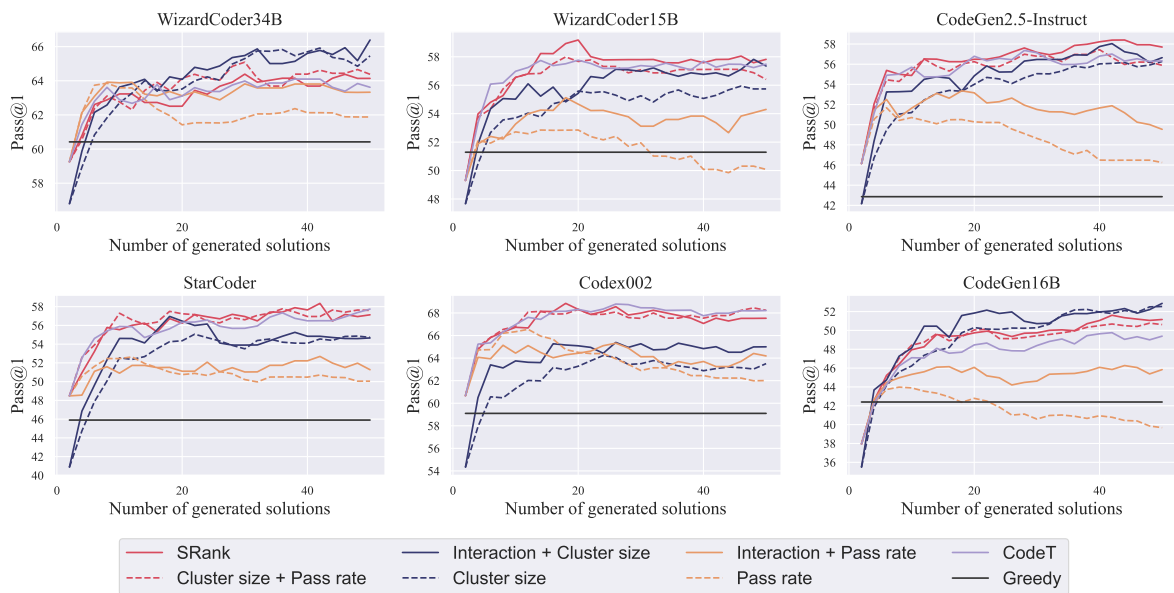 WizardCoder34B
66
64
62
60
58
Pass@1
0
20
40
Number of generated solutions
WizardCoder15B
58
56
54
52
50
48
Pass@1
0
20
40
Number of generated solutions
CodeGen2.5-Instruct
58
56
54
52
50
48
46
44
42
Pass@1
0
20
40
Number of generated solutions
StarCoder
58
56
54
52
50
48
46
44
42
40
Pass@1
0
20
40
Number of generated solutions
Codex002
68
66
64
62
60
58
56
54
Pass@1
0
20
40
Number of generated solutions
CodeGen16B
52
50
48
46
44
42
40
38
36
Pass@1
0
20
40
Number of generated solutions
SRank
Interaction + Cluster size
Interaction + Pass rate
CodeT
Cluster size + Pass rate
Cluster size
Pass rate
Greedy